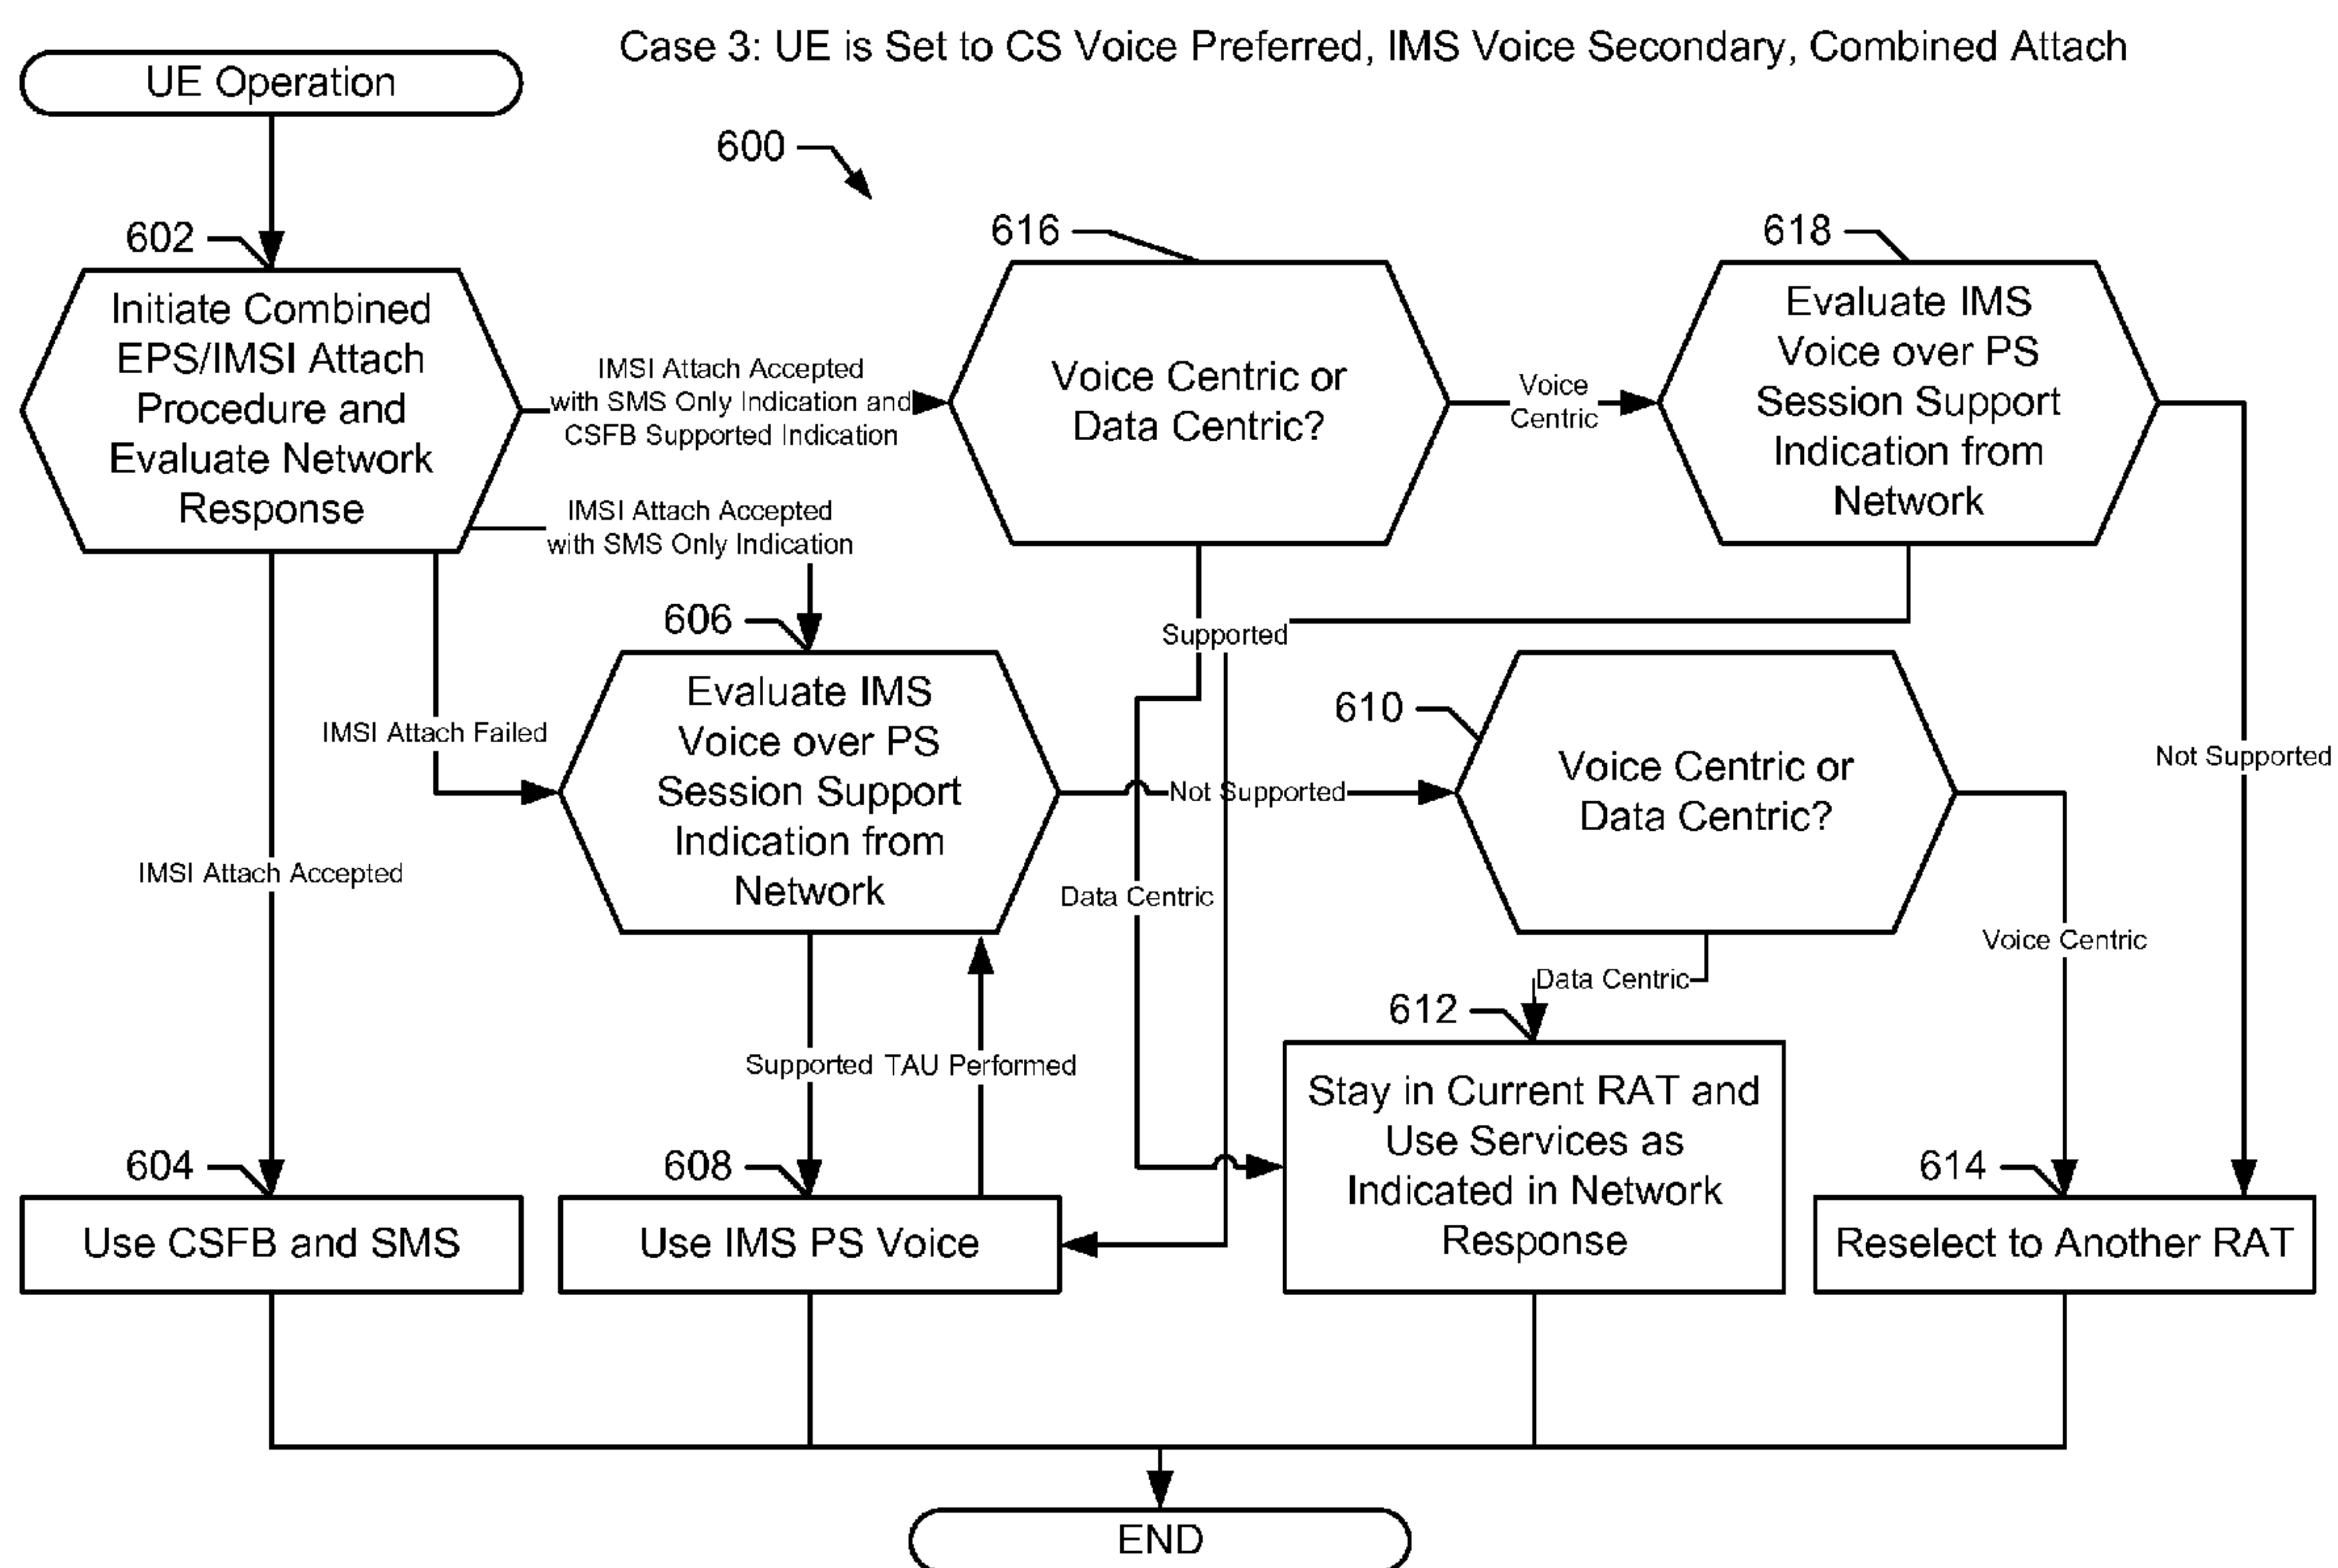 Case 3: UE is Set to CS Voice Preferred, IMS Voice Secondary, Combined Attach
UE Operation
600
602
616
618
Initiate Combined
EPS/IMSI Attach
Procedure and
Evaluate Network
Response
IMSI Attach Accepted
with SMS Only Indication and
CSFB Supported Indication
Voice Centric or
Data Centric?
Voice
Centric
Evaluate IMS
Voice over PS
Session Support
Indication from
Network
IMSI Attach Accepted
with SMS Only Indication
606
Supported
610
Not Supported
IMSI Attach Failed
Evaluate IMS
Voice over PS
Session Support
Indication from
Network
Not Supported
Voice Centric or
Data Centric?
IMSI Attach Accepted
Data Centric
Voice Centric
Data Centric
612
Supported
TAU Performed
Stay in Current RAT and
Use Services as
Indicated in Network
Response
604
608
614
Use CSFB and SMS
Use IMS PS Voice
Reselect to Another RAT
END